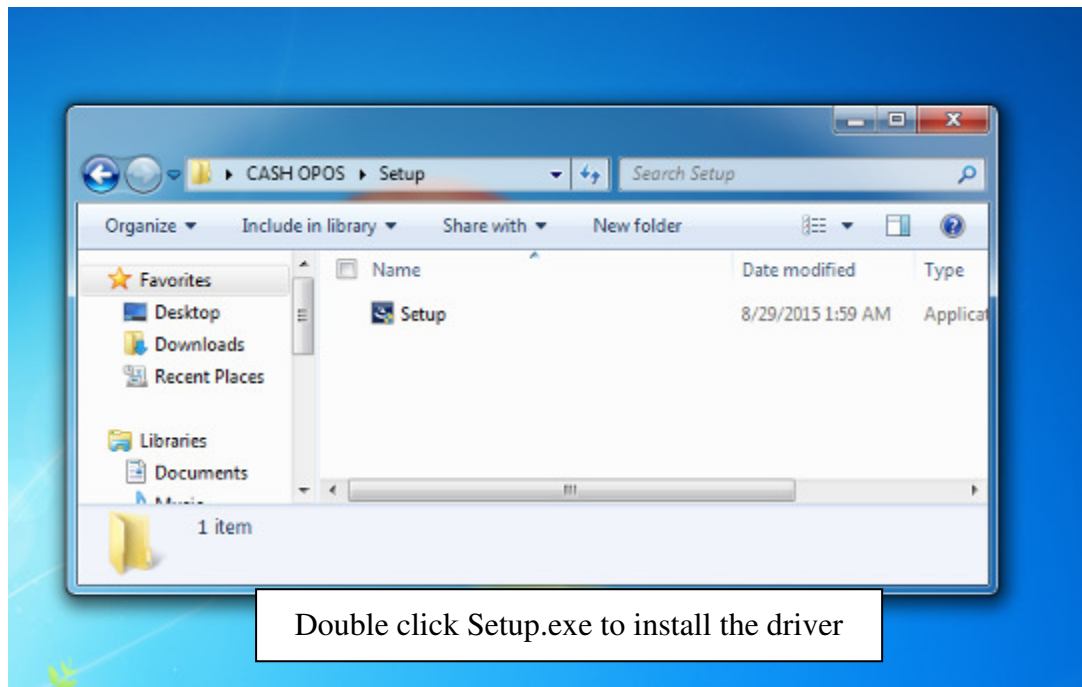 CASH OPOS Setup
Search Setup
Organize Include in library Share with New folder
Favorites
Desktop
Downloads
Recent Places
Libraries
Documents
Music
Name Date modified Type
Setup 8/29/2015 1:59 AM Applicat
1 item
Double click Setup.exe to install the driver